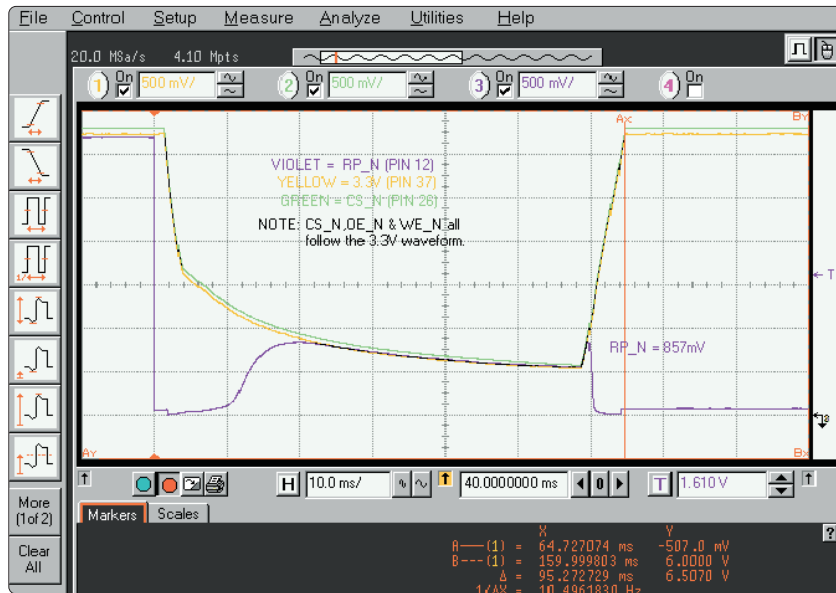 File Control Setup Measure Analyze Utilities Help
20.0 MSa/s 4.10 Mpts
1 On 500 mV/ 2 On 500 mV/ 3 On 500 mV/ 4 On
Ax By
VIOLET = RP_N (PIN 12)
YELLOW = 3.3V (PIN 37)
GREEN = CS_N (PIN 26)
NOTE: CS_N,OE_N & WE_N all
follow the 3.3V waveform.
T
RP_N = 857mV
Ay Bx
More
(1of 2)
Clear
All
H 10.0 ms/ 40.0000000 ms 0 T 1.610 V
Markers Scales
?
X Y
A (1) = 64.727074 ms -507.0 mV
B (1) = 159.999803 ms 6.0000 V
Δ = 95.272729 ms 6.5070 V
1/ΔX = 10.4961830 Hz